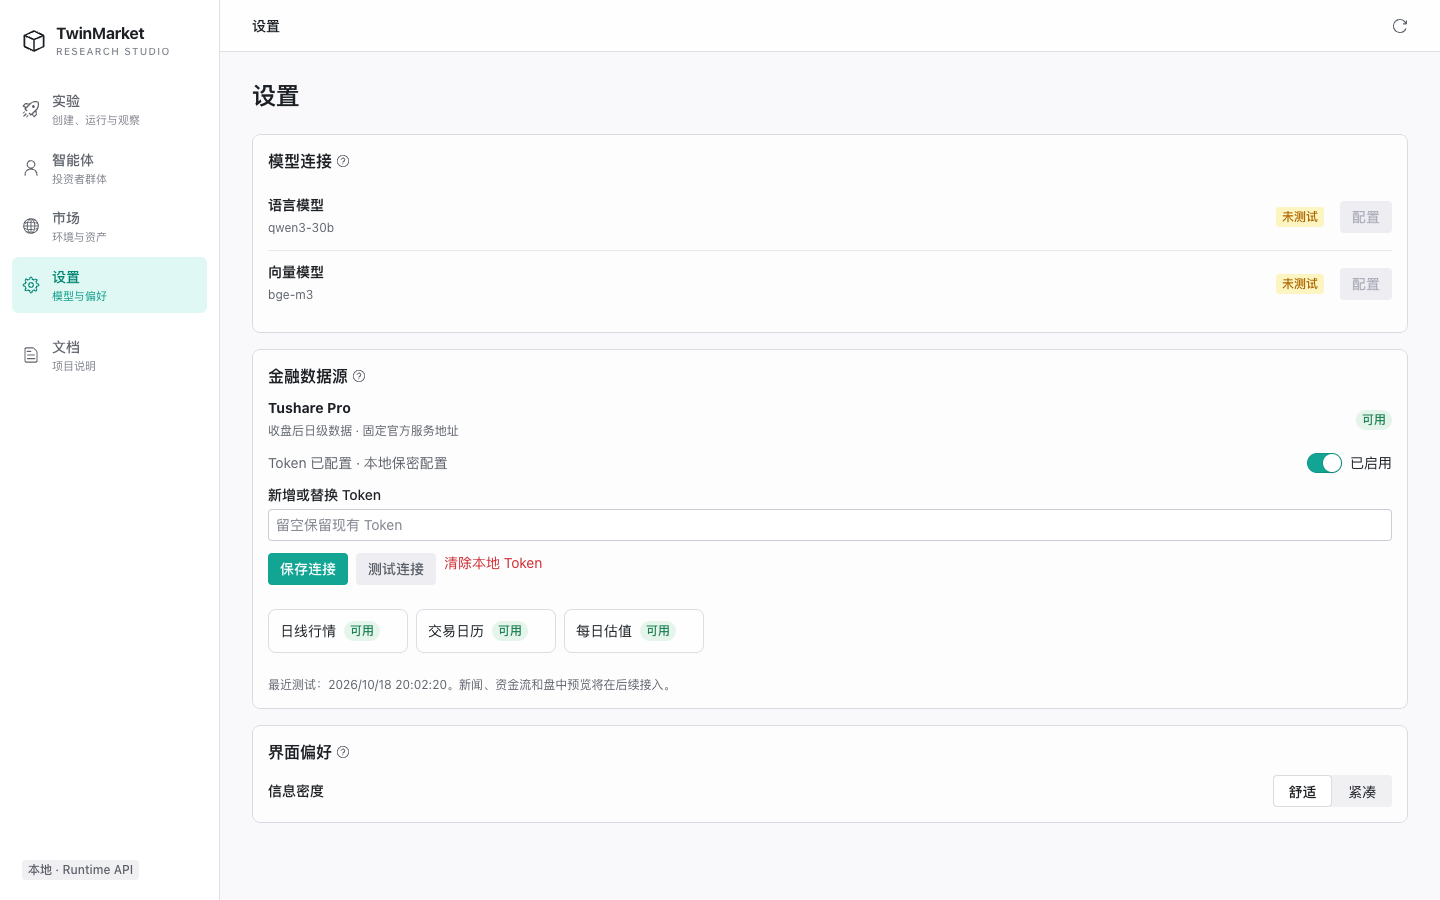 TwinMarket
RESEARCH STUDIO
实验
创建、运行与观察
智能体
投资者群体
市场
环境与资产
设置
模型与偏好
文档
项目说明
本地 · Runtime API
设置
设置
模型连接
语言模型
qwen3-30b
未测试
配置
向量模型
bge-m3
未测试
配置
金融数据源
Tushare Pro
收盘后日级数据 · 固定官方服务地址
可用
Token 已配置 · 本地保密配置
已启用
新增或替换 Token
留空保留现有 Token
保存连接
测试连接
清除本地 Token
日线行情 可用
交易日历 可用
每日估值 可用
最近测试：2026/10/18 20:02:20。新闻、资金流和盘中预览将在后续接入。
界面偏好
信息密度
舒适
紧凑